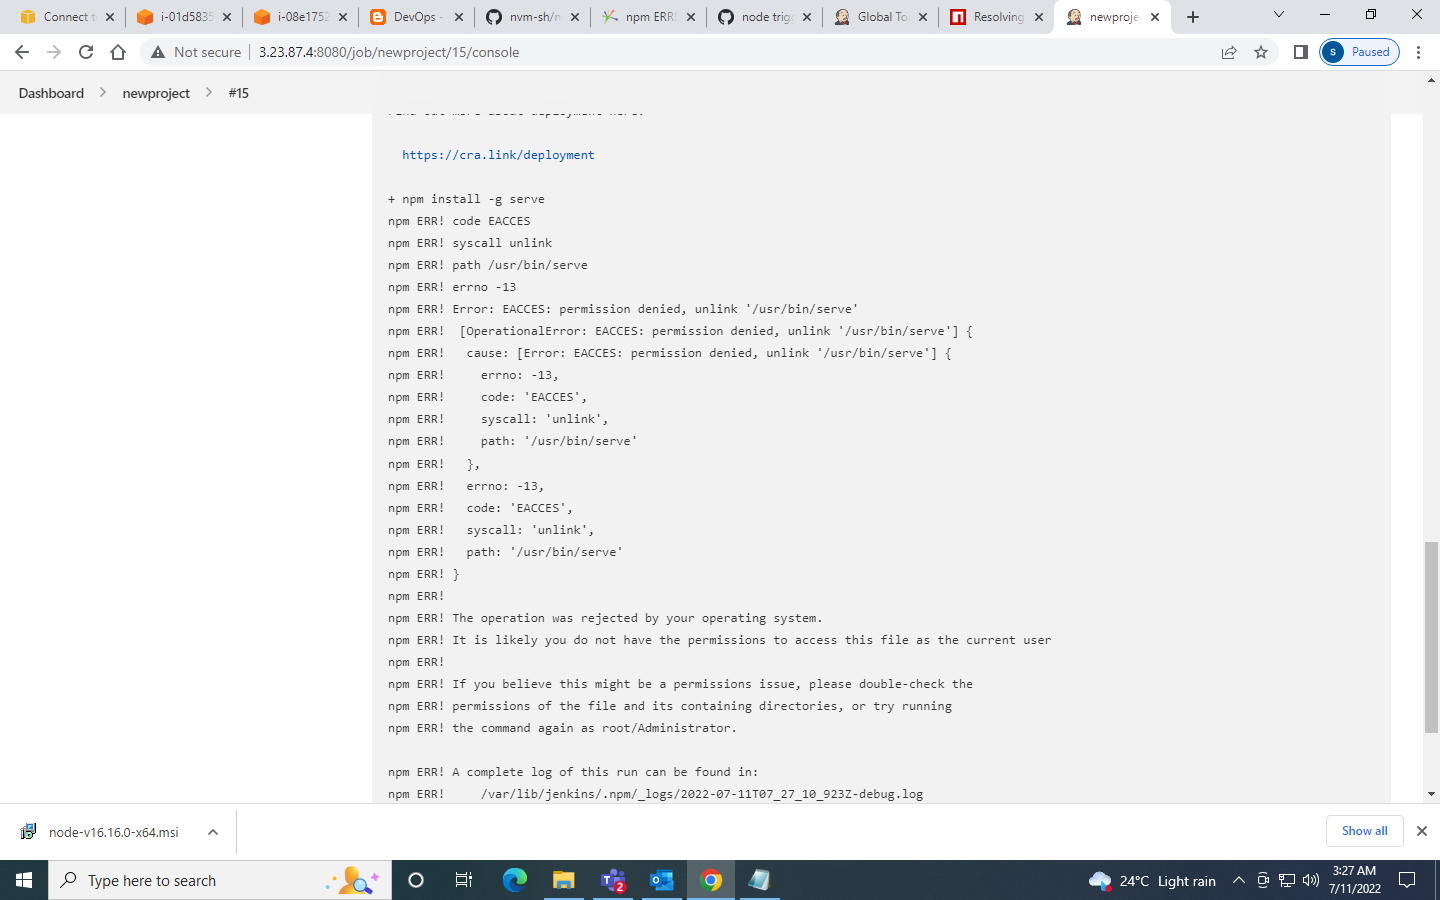 Connect t
i-01d5835
i-08e1752
DevOps -
nvm-sh/n
npm ERR!
node trigg
Global To
Resolving
newproje
Not secure
3.23.87.4:8080/job/newproject/15/console
S
Paused
Dashboard > newproject > #15
https://cra.link/deployment
+ npm install -g serve
npm ERR! code EACCES
npm ERR! syscall unlink
npm ERR! path /usr/bin/serve
npm ERR! errno -13
npm ERR! Error: EACCES: permission denied, unlink '/usr/bin/serve'
npm ERR!  [OperationalError: EACCES: permission denied, unlink '/usr/bin/serve'] {
npm ERR!   cause: [Error: EACCES: permission denied, unlink '/usr/bin/serve'] {
npm ERR!     errno: -13,
npm ERR!     code: 'EACCES',
npm ERR!     syscall: 'unlink',
npm ERR!     path: '/usr/bin/serve'
npm ERR!   },
npm ERR!   errno: -13,
npm ERR!   code: 'EACCES',
npm ERR!   syscall: 'unlink',
npm ERR!   path: '/usr/bin/serve'
npm ERR! }
npm ERR!
npm ERR! The operation was rejected by your operating system.
npm ERR! It is likely you do not have the permissions to access this file as the current user
npm ERR!
npm ERR! If you believe this might be a permissions issue, please double-check the
npm ERR! permissions of the file and its containing directories, or try running
npm ERR! the command again as root/Administrator.
npm ERR! A complete log of this run can be found in:
npm ERR!     /var/lib/jenkins/.npm/_logs/2022-07-11T07_27_10_923Z-debug.log
node-v16.16.0-x64.msi
Show all
Type here to search
2
24°C Light rain
3:27 AM
7/11/2022